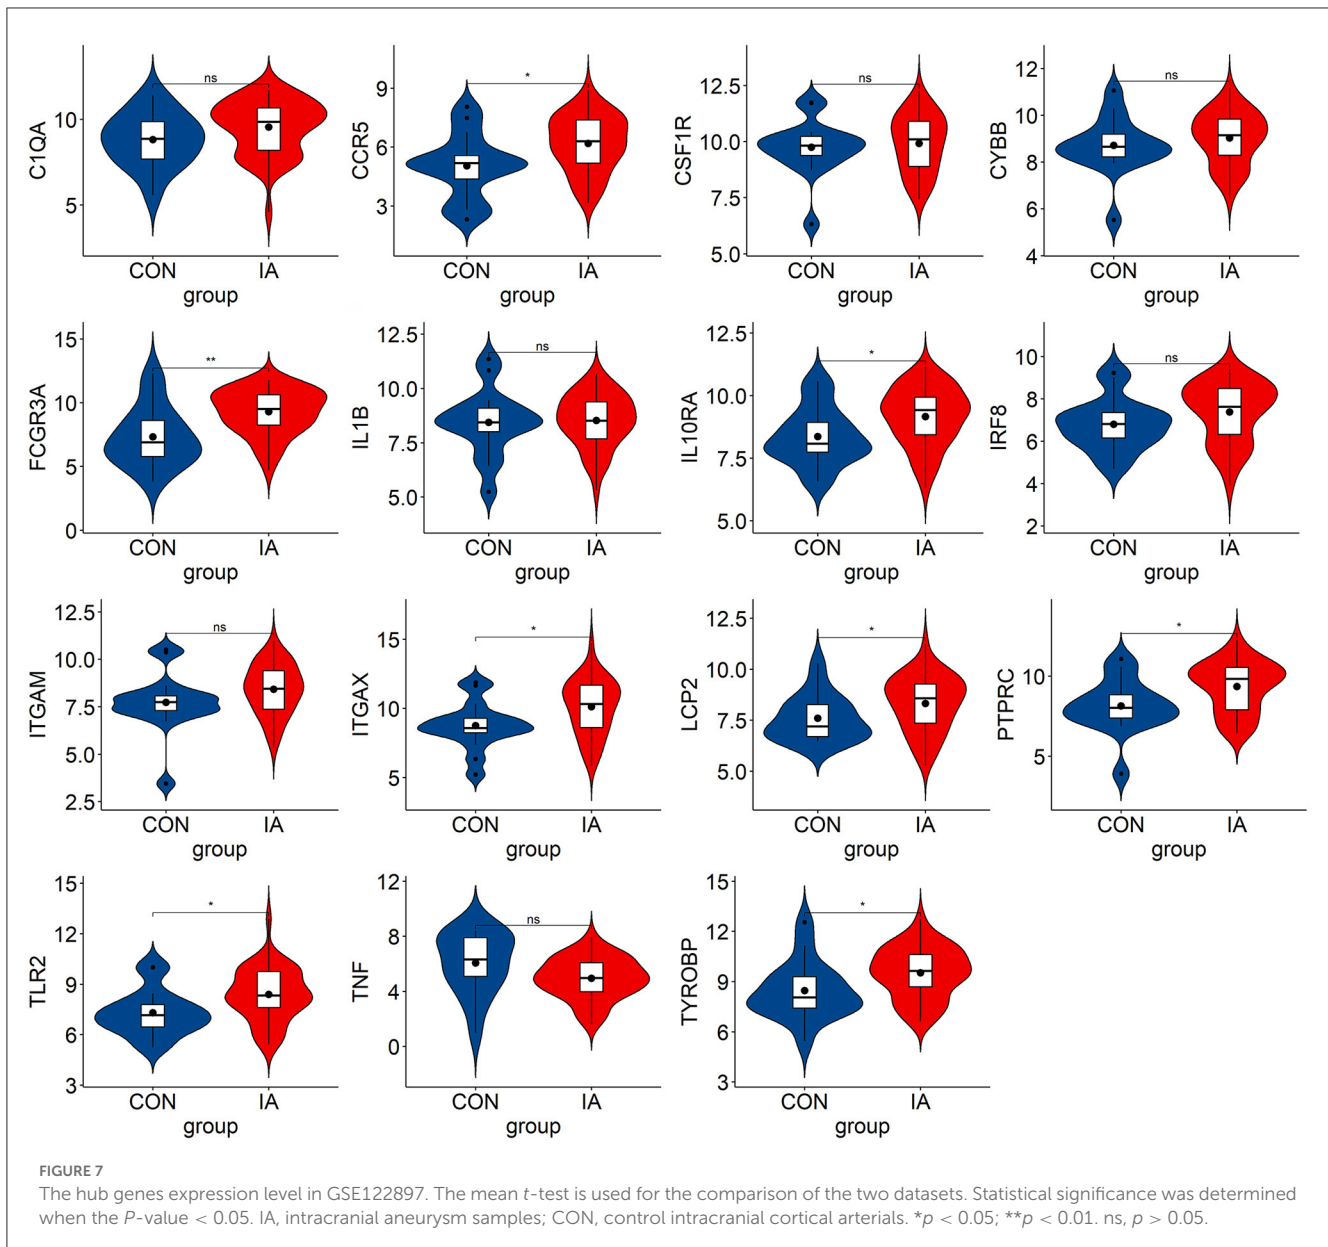 C1QA
10
5
ns
CON IA
group
CCR5
9
6
3
*
CON IA
group
CSF1R
12.5
10.0
7.5
5.0
ns
CON IA
group
CYBB
12
10
8
6
4
ns
CON IA
group
FCGR3A
15
10
5
0
**
CON IA
group
IL1B
12.5
10.0
7.5
5.0
ns
CON IA
group
IL10RA
12.5
10.0
7.5
5.0
*
CON IA
group
IRF8
10
8
6
4
2
ns
CON IA
group
ITGAM
12.5
10.0
7.5
5.0
2.5
ns
CON IA
group
ITGAX
15
10
5
*
CON IA
group
LCP2
12.5
10.0
7.5
5.0
*
CON IA
group
PTPRC
10
5
*
CON IA
group
TLR2
15
12
9
6
3
*
CON IA
group
TNF
12
8
4
0
ns
CON IA
group
TYROBP
15
12
9
6
3
*
CON IA
group
FIGURE 7
The hub genes expression level in GSE122897. The mean t-test is used for the comparison of the two datasets. Statistical significance was determined
when the P-value < 0.05. IA, intracranial aneurysm samples; CON, control intracranial cortical arterials. *p < 0.05; **p < 0.01. ns, p > 0.05.